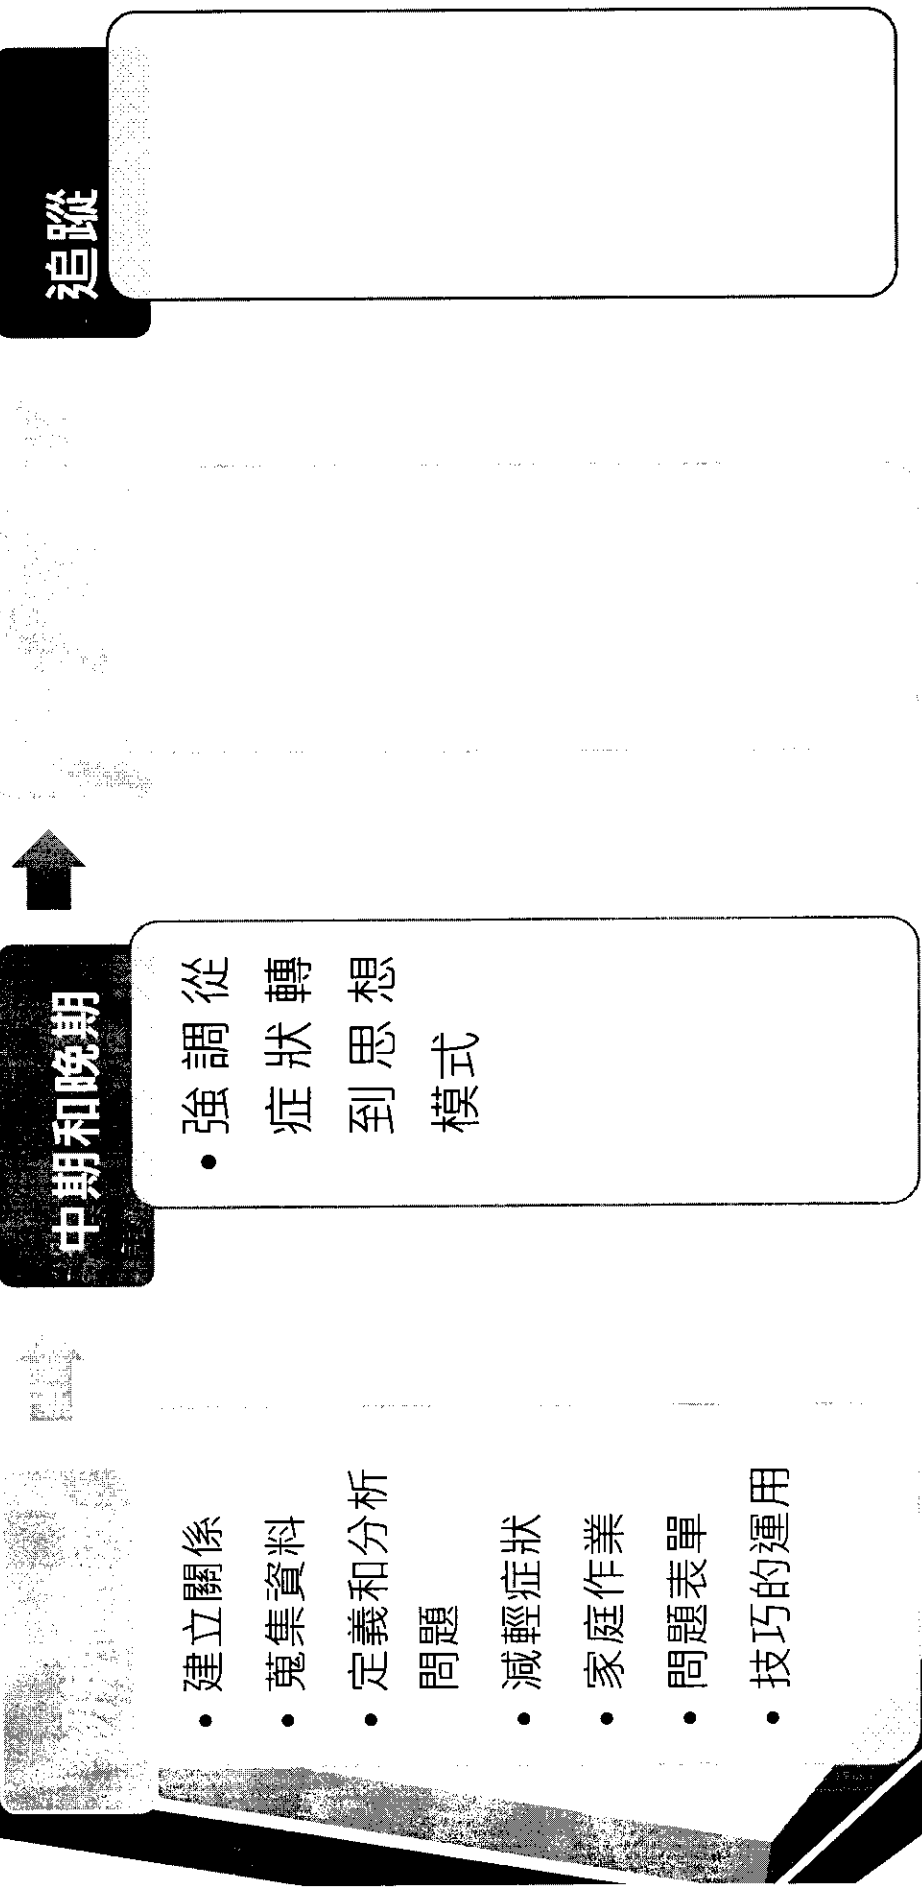 建立關係
蒐集資料
定義和分析
問題
減輕症狀
家庭作業
問題表單
技巧的運用
中期和晚期
強調從
症狀轉
到思想
模式
追蹤